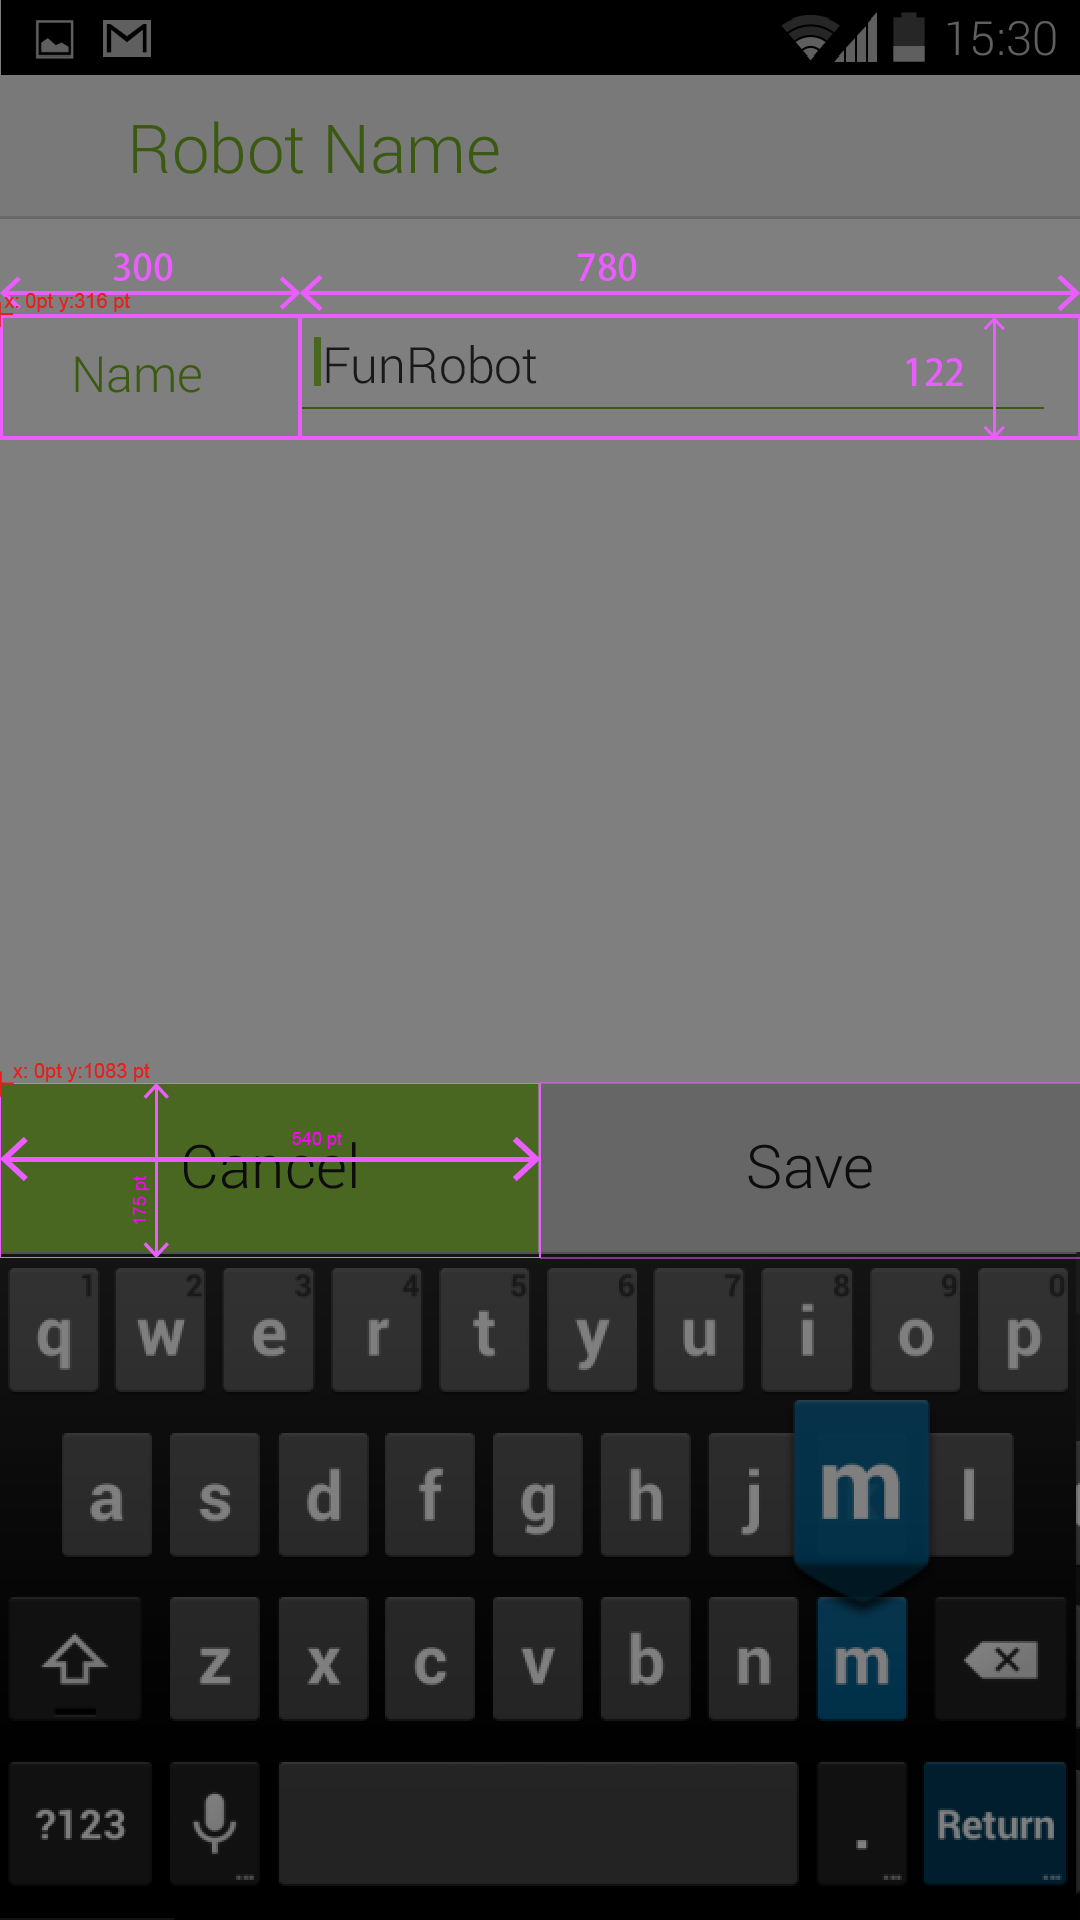 15:30
Robot Name
300 780
x: 0pt y:316 pt
Name FunRobot 122
x: 0pt y:1083 pt
540 pt
Cancel Save
175 pt
1 2 3 4 5 6 7 8 9 0
q w e r t y u i o p
a s d f g h j m l
z x c v b n m
?123 . Return